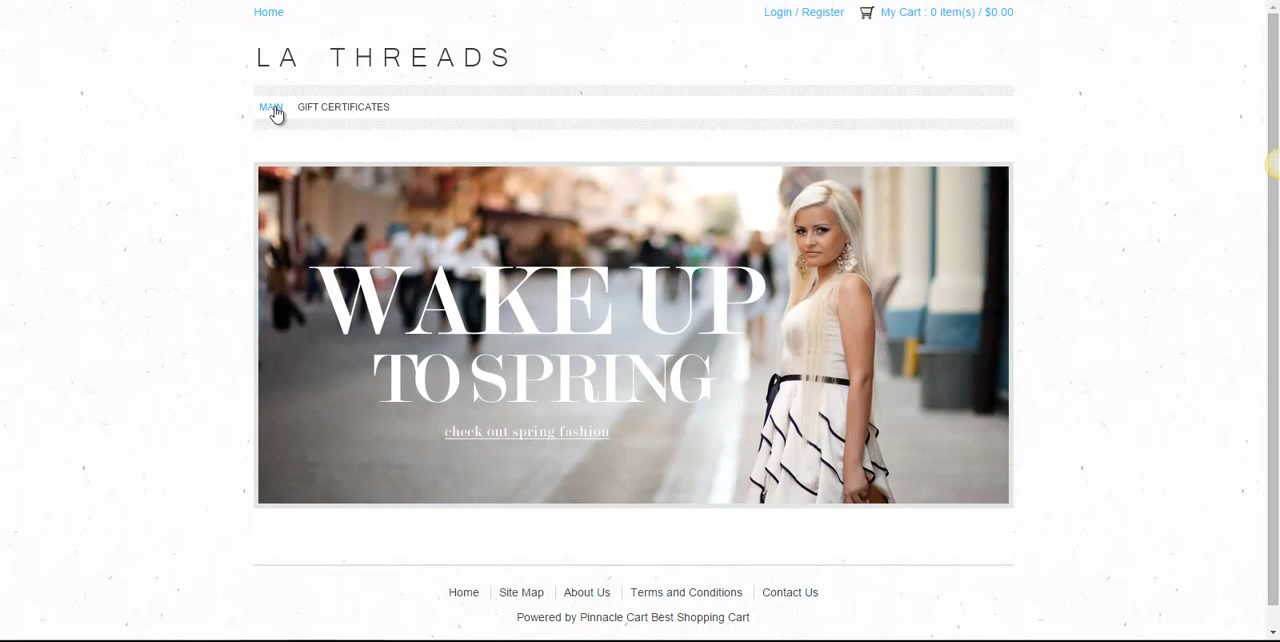 Home
Login / Register
My Cart : 0 item(s) / $0.00
LA THREADS
MAIN
GIFT CERTIFICATES
WAKE UP
TO SPRING
check out spring fashion
Home
Site Map
About Us
Terms and Conditions
Contact Us
Powered by Pinnacle Cart Best Shopping Cart